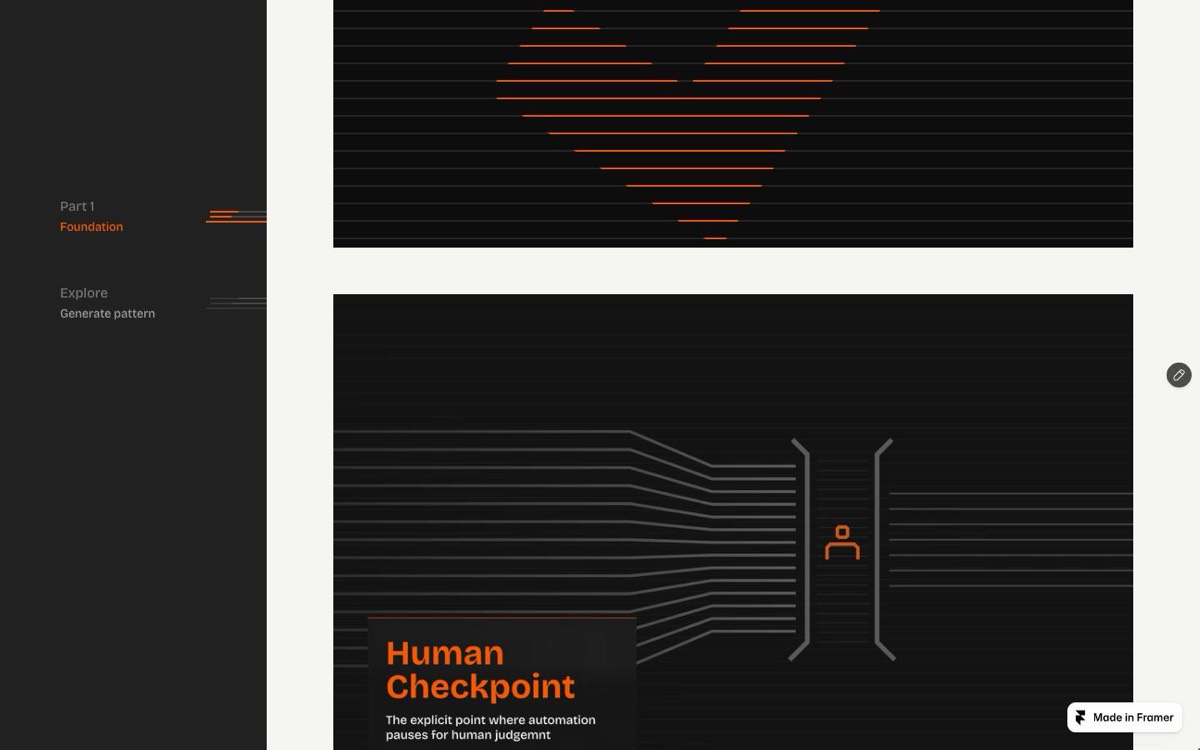 Part 1
Foundation
Explore
Generate pattern
Human
Checkpoint
The explicit point where automation
pauses for human judgemnt
Made in Framer